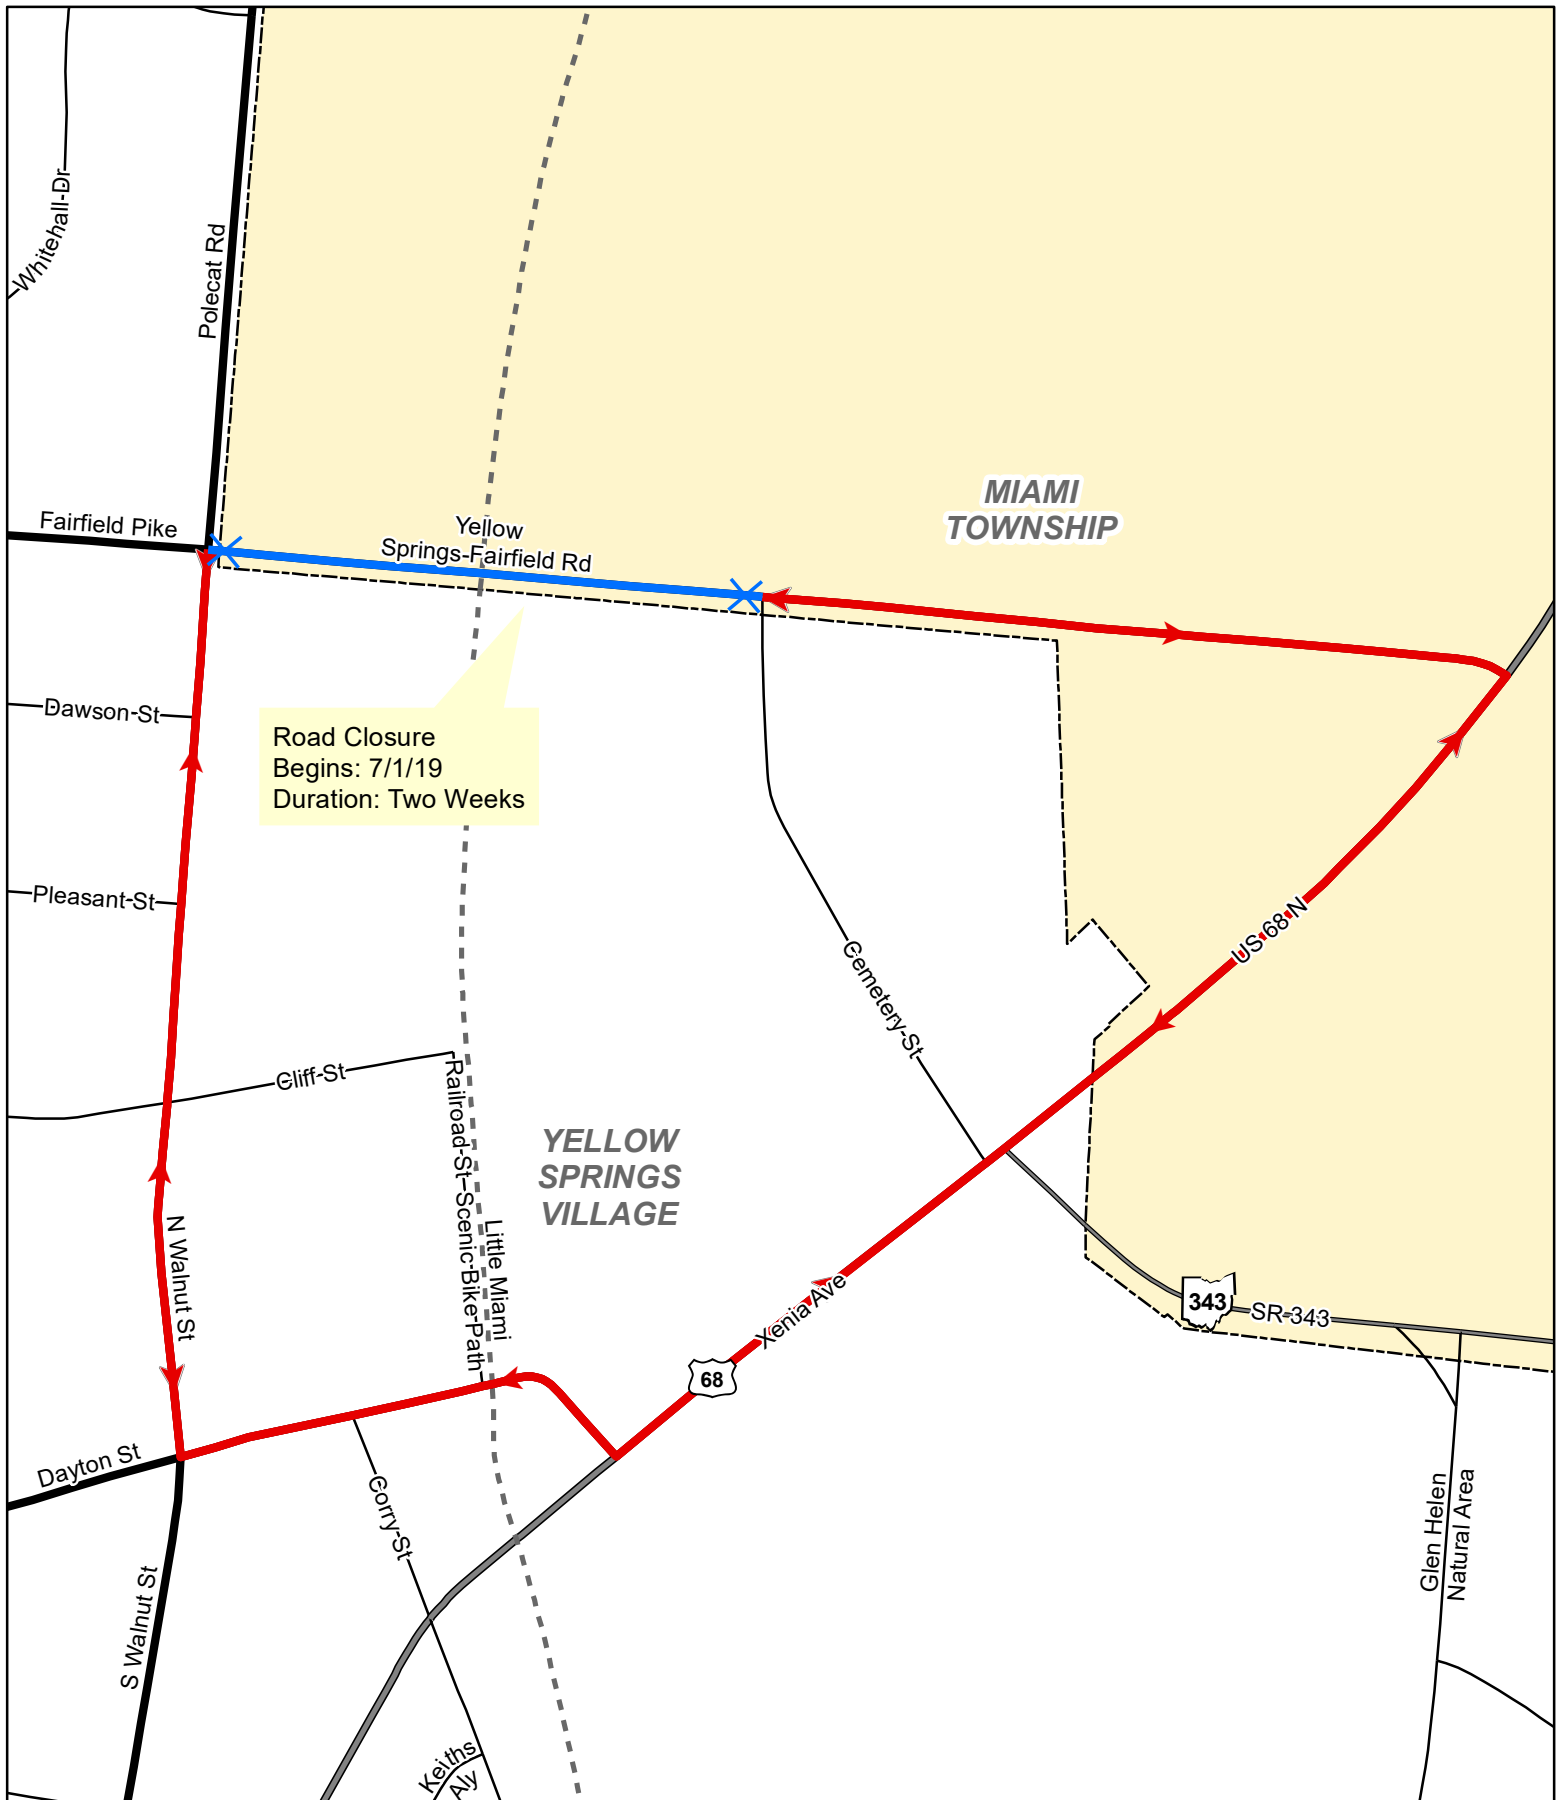 Whitehall Dr
Polecat Rd
Fairfield Pike
Yellow
Springs-Fairfield Rd
MIAMI
TOWNSHIP
Dawson St
Road Closure
Begins: 7/1/19
Duration: Two Weeks
Pleasant St
US 68 N
Cemetery St
Cliff St
Railroad St
Scenic Bike Path
Little Miami
YELLOW
SPRINGS
VILLAGE
N Walnut St
Xenia Ave
343
SR 343
68
Dayton St
Corry St
Glen Helen
Natural Area
S Walnut St
Keiths
Aly